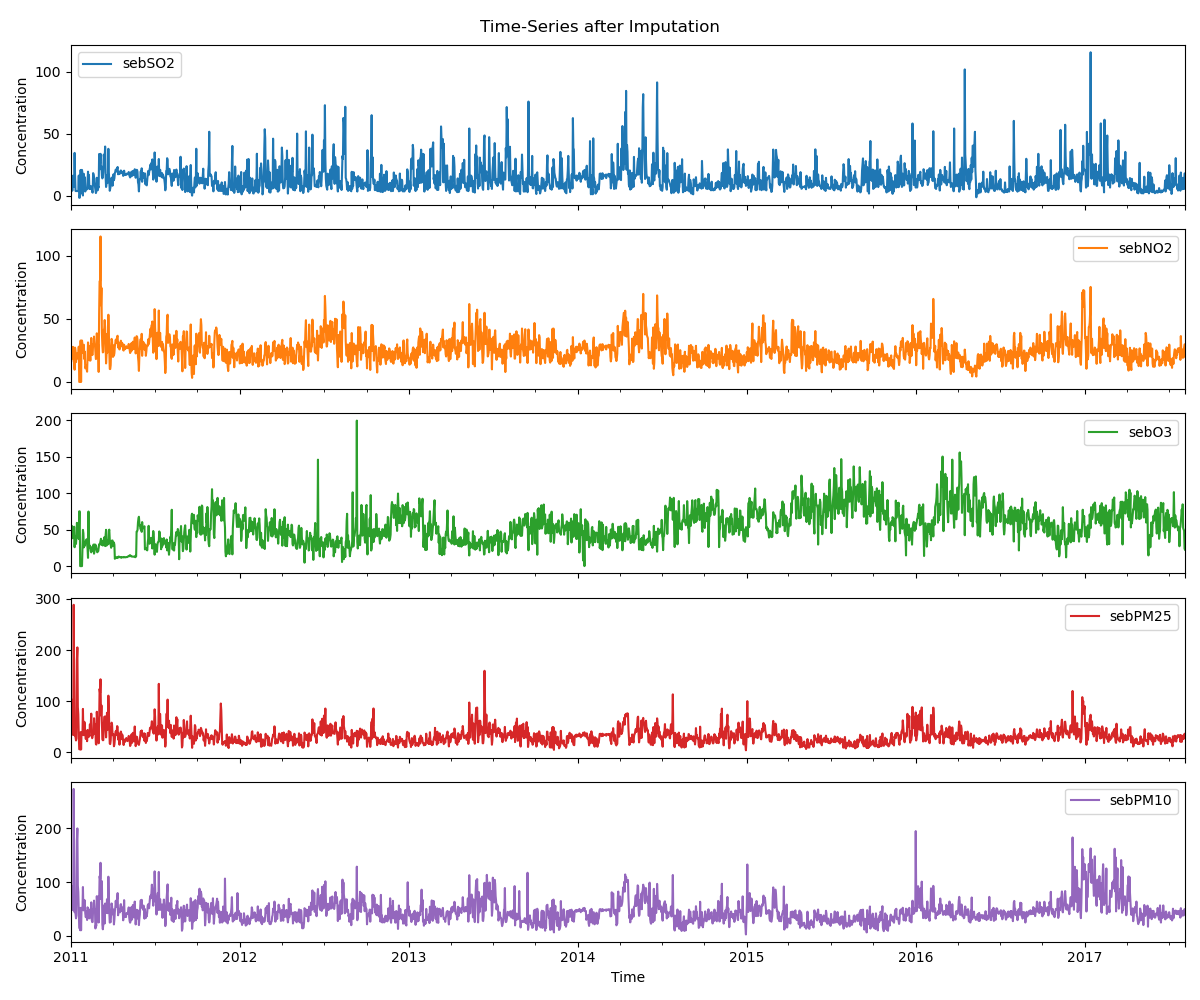 Time-Series after Imputation
Concentration
100
50
0
sebSO2
Concentration
100
50
0
sebNO2
Concentration
200
150
100
50
0
sebO3
Concentration
300
200
100
0
sebPM25
Concentration
200
100
0
sebPM10
2011 2012 2013 2014 2015 2016 2017
Time